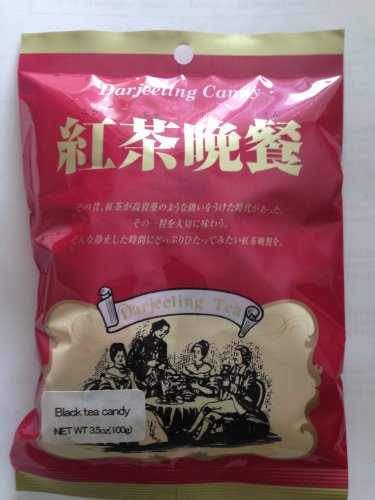 Darjeeling Candy
紅茶晩餐
その昔、紅茶が高貴薬のような扱いをうけた時代があった。
その一粒を大切に味わう。
そんな静止した時間にどっぷりひたってみたい紅茶晩餐を。
Darjeeling Tea
Black tea candy
NET WT 3.5oz(100g)